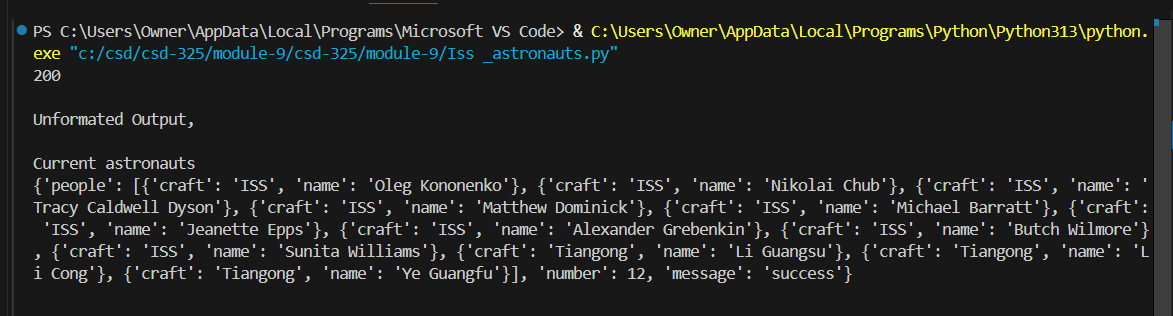 PS C:\Users\Owner\AppData\Local\Programs\Microsoft VS Code> & C:\Users\Owner\AppData\Local\Programs\Python\Python313\python.
exe "c:/csd/csd-325/module-9/csd-325/module-9/Iss _astronauts.py"
200
Unformated Output,
Current astronauts
{'people': [{'craft': 'ISS', 'name': 'Oleg Kononenko'}, {'craft': 'ISS', 'name': 'Nikolai Chub'}, {'craft': 'ISS', 'name': '
Tracy Caldwell Dyson'}, {'craft': 'ISS', 'name': 'Matthew Dominick'}, {'craft': 'ISS', 'name': 'Michael Barratt'}, {'craft':
 'ISS', 'name': 'Jeanette Epps'}, {'craft': 'ISS', 'name': 'Alexander Grebenkin'}, {'craft': 'ISS', 'name': 'Butch Wilmore'}
, {'craft': 'ISS', 'name': 'Sunita Williams'}, {'craft': 'Tiangong', 'name': 'Li Guangsu'}, {'craft': 'Tiangong', 'name': 'L
i Cong'}, {'craft': 'Tiangong', 'name': 'Ye Guangfu'}], 'number': 12, 'message': 'success'}